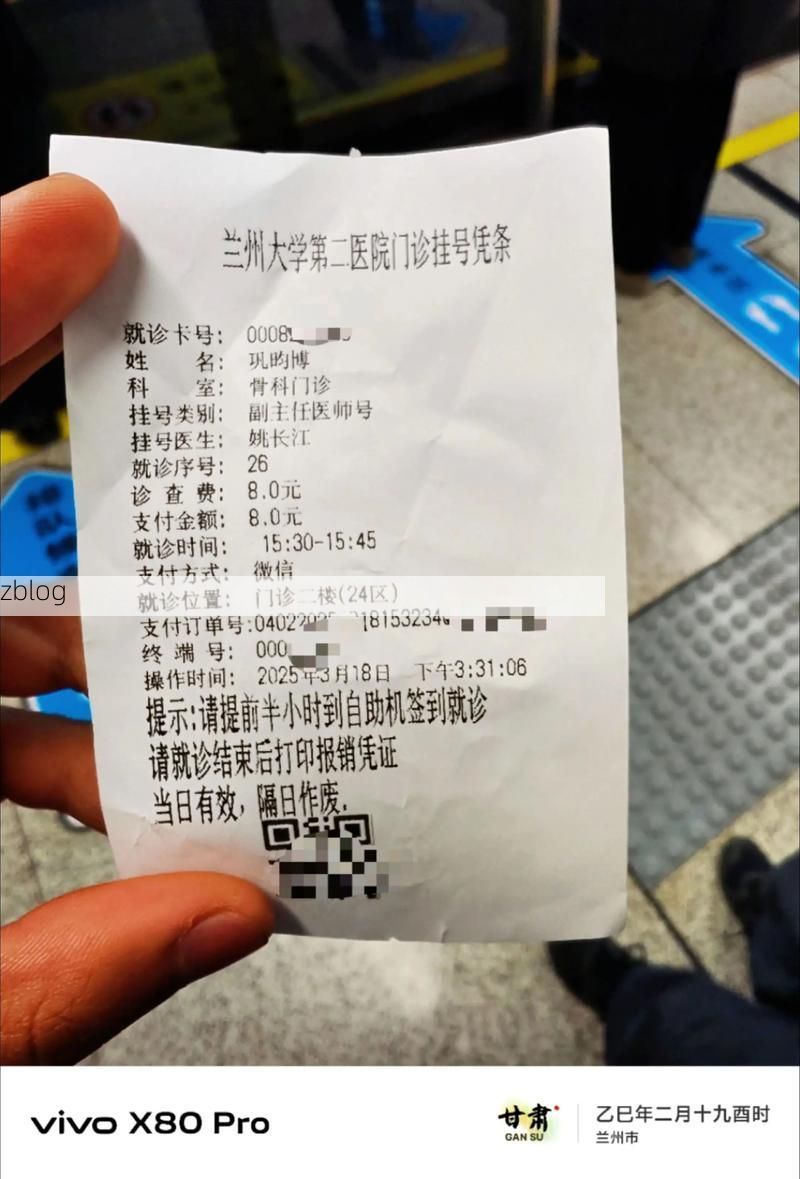 兰州大学第二医院门诊挂号凭条
就诊卡号: 0008
姓 名: 巩昀博
科 室: 骨科门诊
挂号类别: 副主任医师号
挂号医生: 姚长江
就诊序号: 26
诊 查 费: 8.0元
支付金额: 8.0元
就诊时间: 15:30-15:45
支付方式: 微信
zblog
就诊位置: 门诊二楼(24区)
支付订单号:04022025 18153234
终 端 号: 000
操作时间: 2025年3月18日 下午3:31:06
提示:请提前半小时到自助机签到就诊
请就诊结束后打印报销凭证
当日有效，隔日作废.
vivo X80 Pro
甘肃
GAN SU
乙巳年二月十九酉时
兰州市